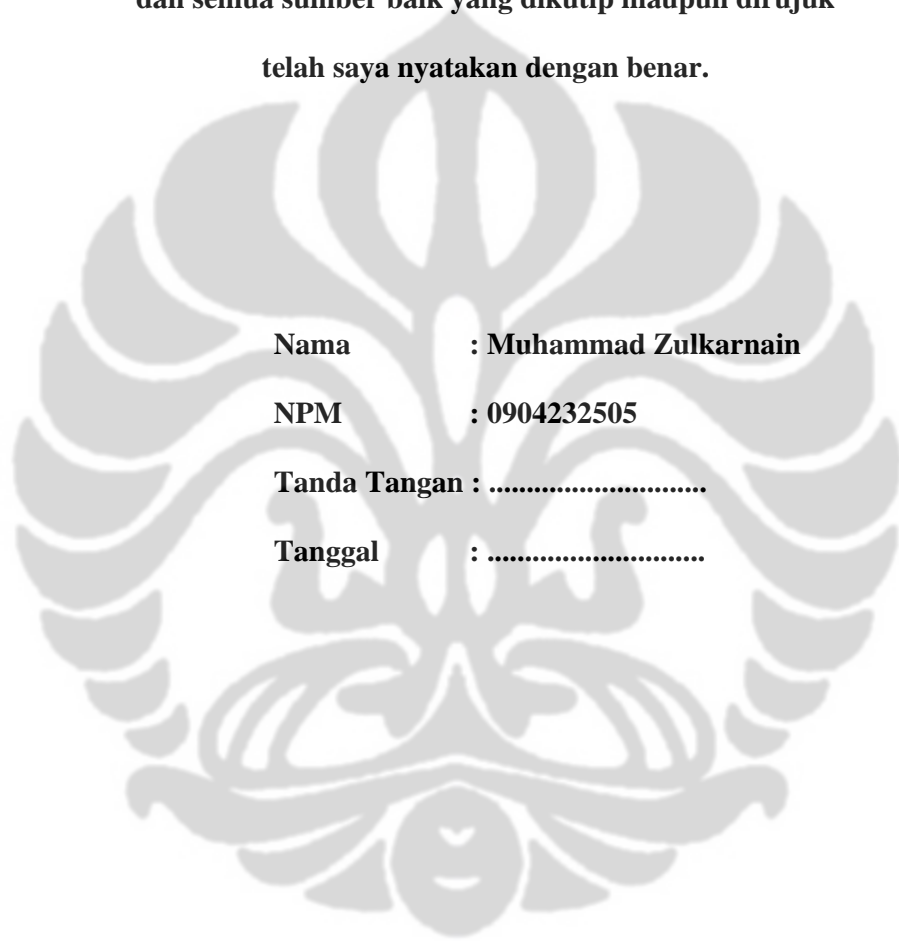 dan semua sumber baik yang dikutip maupun dirujuk
telah saya nyatakan dengan benar.
Nama : Muhammad Zulkarnain
NPM : 0904232505
Tanda Tangan : .............................
Tanggal : .............................